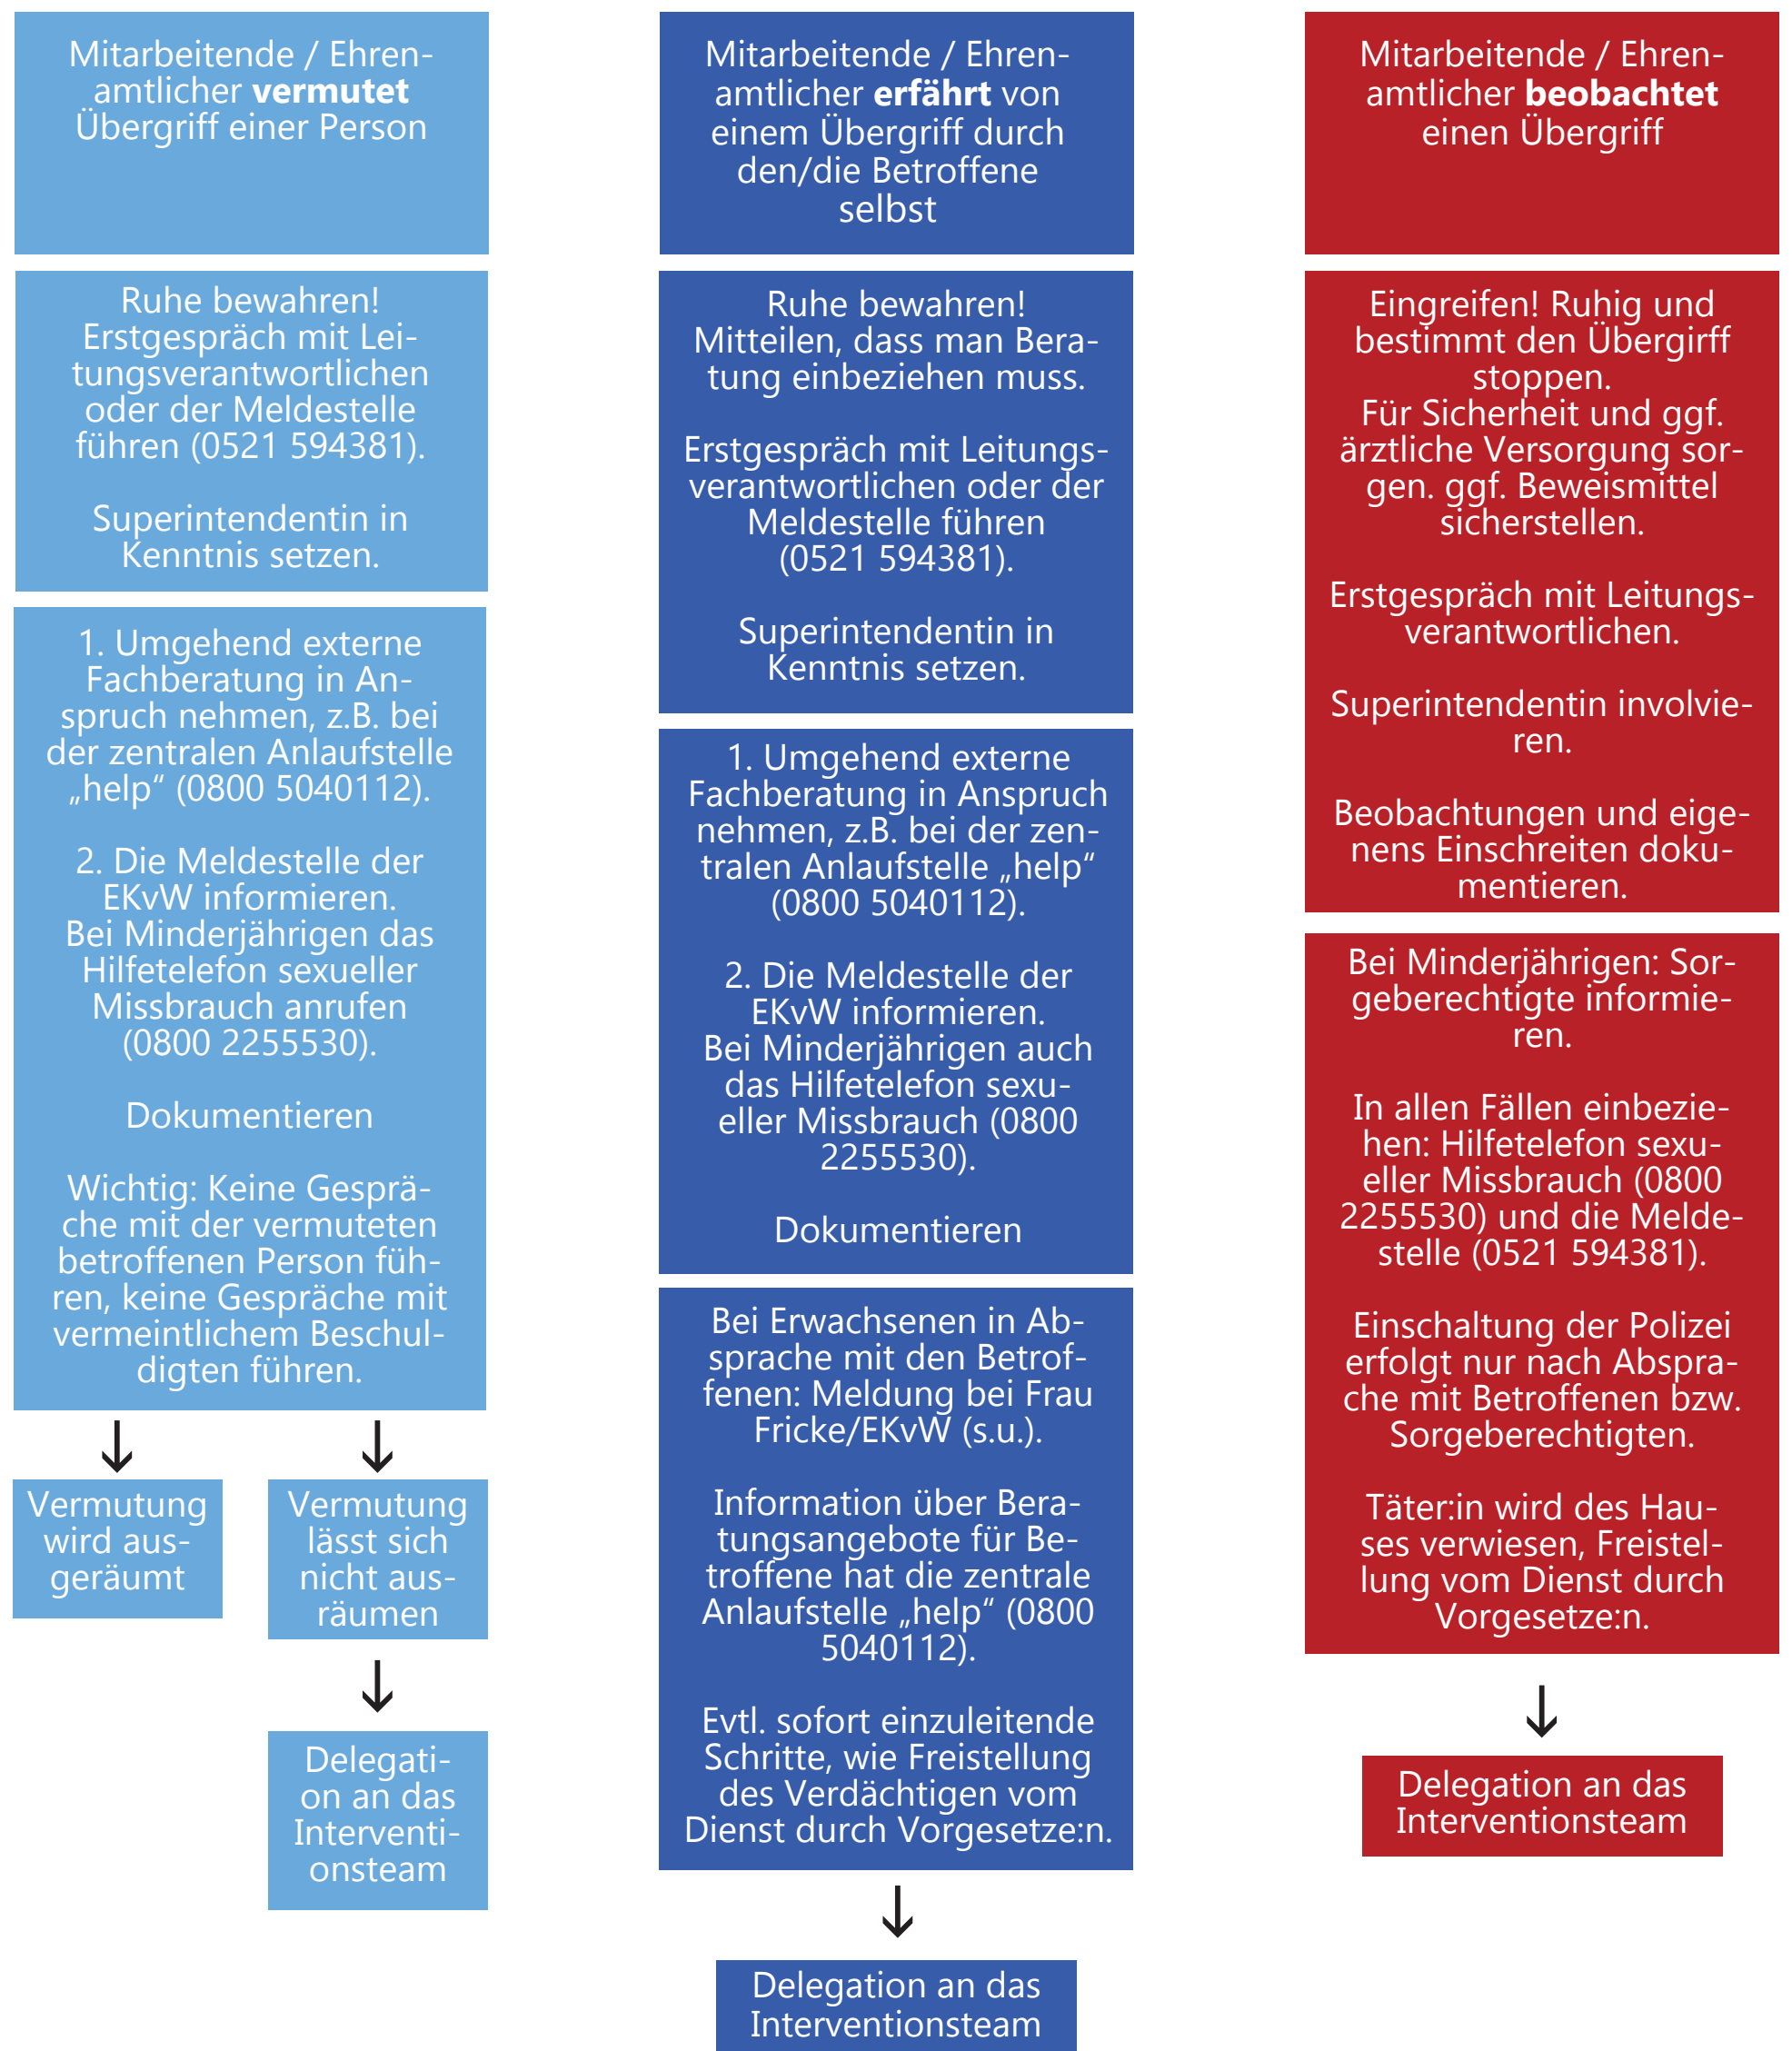 Mitarbeitende / Ehren-
amtlicher vermutet
Übergriff einer Person
Ruhe bewahren!
Erstgespräch mit Lei-
tungsverantwortlichen
oder der Meldestelle
führen (0521 594381).
Superintendentin in
Kenntnis setzen.
1. Umgehend externe
Fachberatung in An-
spruch nehmen, z.B. bei
der zentralen Anlaufstelle
„help“ (0800 5040112).
2. Die Meldestelle der
EKvW informieren.
Bei Minderjährigen das
Hilfetelefon sexueller
Missbrauch anrufen
(0800 2255530).
Dokumentieren
Wichtig: Keine Gesprä-
che mit der vermuteten
betroffenen Person füh-
ren, keine Gespräche mit
vermeintlichem Beschul-
digten führen.
↓
↓
Vermutung
wird aus-
geräumt
Vermutung
lässt sich
nicht aus-
räumen
↓
Delegati-
on an das
Interventi-
onsteam
Mitarbeitende / Ehren-
amtlicher erfährt von
einem Übergriff durch
den/die Betroffene
selbst
Ruhe bewahren!
Mitteilen, dass man Bera-
tung einbeziehen muss.
Erstgespräch mit Leitungs-
verantwortlichen oder der
Meldestelle führen
(0521 594381).
Superintendentin in
Kenntnis setzen.
1. Umgehend externe
Fachberatung in Anspruch
nehmen, z.B. bei der zen-
tralen Anlaufstelle „help“
(0800 5040112).
2. Die Meldestelle der
EKvW informieren.
Bei Minderjährigen auch
das Hilfetelefon sexu-
eller Missbrauch (0800
2255530).
Dokumentieren
Bei Erwachsenen in Ab-
sprache mit den Betrof-
fenen: Meldung bei Frau
Fricke/EKvW (s.u.).
Information über Bera-
tungsangebote für Be-
troffene hat die zentrale
Anlaufstelle „help“ (0800
5040112).
Evtl. sofort einzuleitende
Schritte, wie Freistellung
des Verdächtigen vom
Dienst durch Vorgesetze:n.
↓
Delegation an das
Interventionsteam
Mitarbeitende / Ehren-
amtlicher beobachtet
einen Übergriff
Eingreifen! Ruhig und
bestimmt den Übergirff
stoppen.
Für Sicherheit und ggf.
ärztliche Versorgung sor-
gen. ggf. Beweismittel
sicherstellen.
Erstgespräch mit Leitungs-
verantwortlichen.
Superintendentin involvie-
ren.
Beobachtungen und eige-
nens Einschreiten doku-
mentieren.
Bei Minderjährigen: Sor-
geberechtigte informie-
ren.
In allen Fällen einbezie-
hen: Hilfetelefon sexu-
eller Missbrauch (0800
2255530) und die Melde-
stelle (0521 594381).
Einschaltung der Polizei
erfolgt nur nach Abspra-
che mit Betroffenen bzw.
Sorgeberechtigten.
Täter:in wird des Hau-
ses verwiesen, Freistel-
lung vom Dienst durch
Vorgesetze:n.
↓
Delegation an das
Interventionsteam